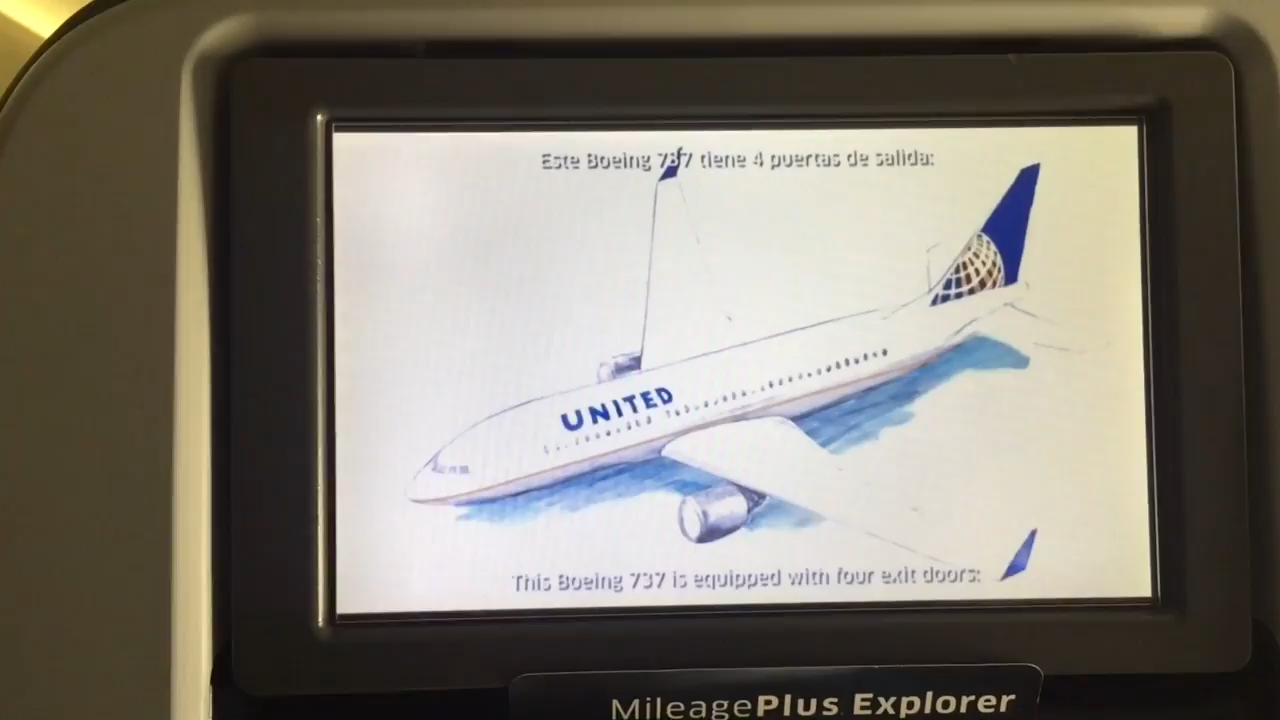 Este Boeing 737 tiene 4 puertas de salida:
UNITED
This Boeing 737 is equipped with four exit doors:
MileagePlus Explorer